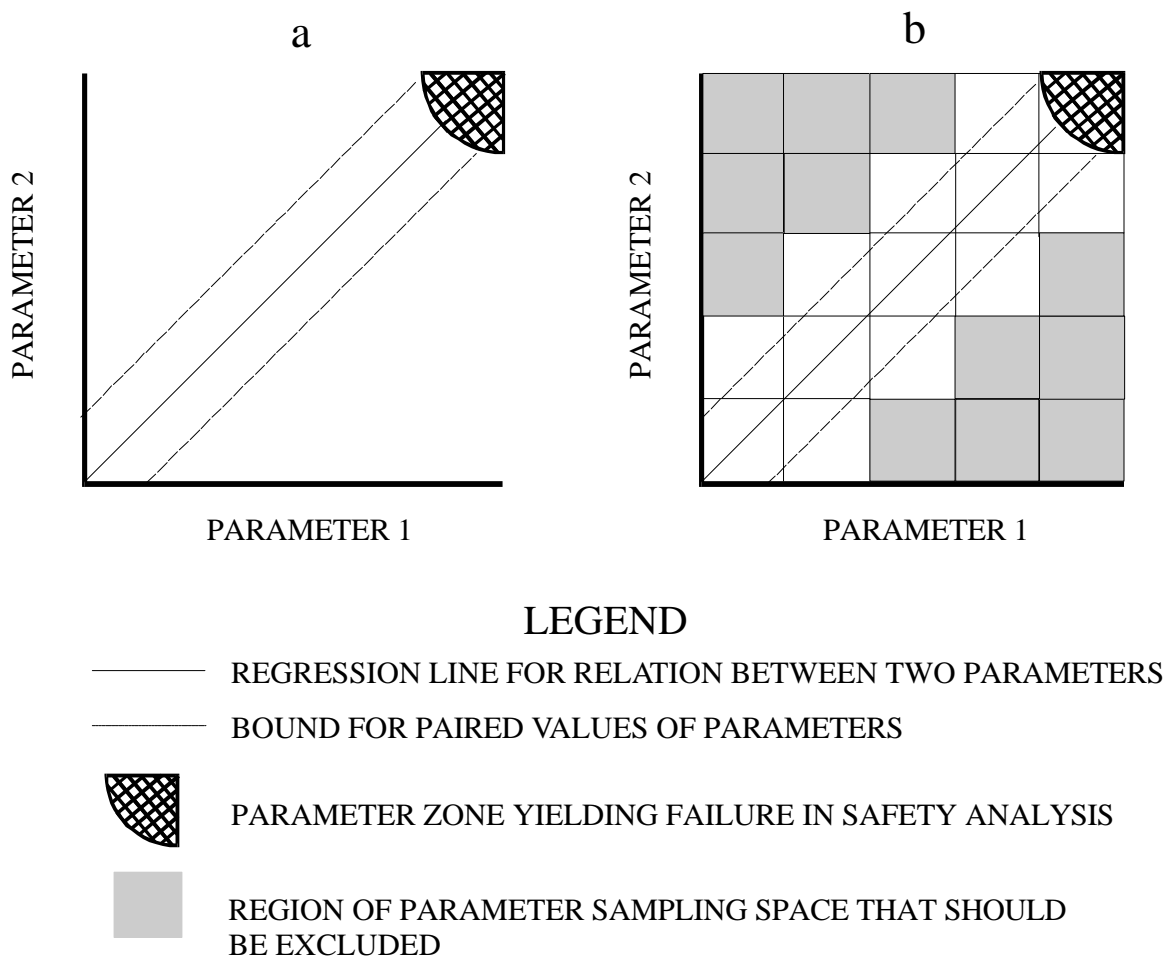 a
b
PARAMETER 2
PARAMETER 2
PARAMETER 1
PARAMETER 1
LEGEND
REGRESSION LINE FOR RELATION BETWEEN TWO PARAMETERS
BOUND FOR PAIRED VALUES OF PARAMETERS
PARAMETER ZONE YIELDING FAILURE IN SAFETY ANALYSIS
REGION OF PARAMETER SAMPLING SPACE THAT SHOULD
BE EXCLUDED